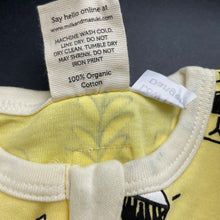 Say hello online at
www.milkandmasuki.com
MACHINE WASH COLD,
LINE DRY. DO NOT
DRY CLEAN. TUMBLE DRY
MAY SHRINK. DO NOT
IRON PRINT
100% Organic
Cotton